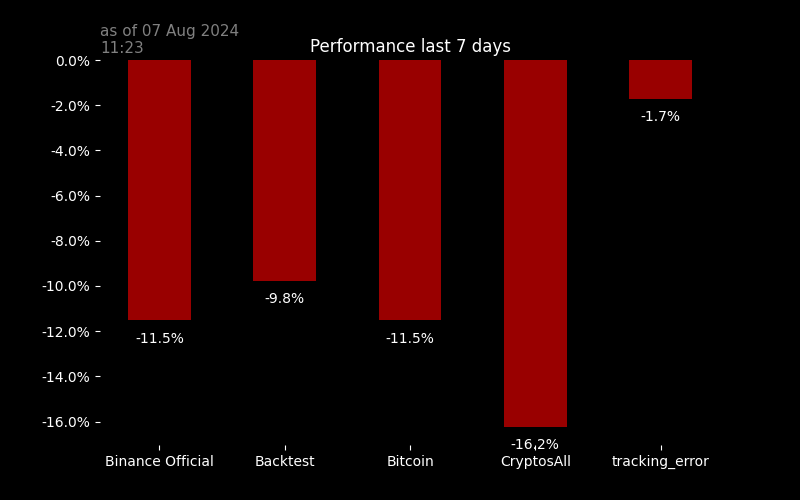 as of 07 Aug 2024
11:23
Performance last 7 days
0.0%
-2.0%
-4.0%
-6.0%
-8.0%
-10.0%
-12.0%
-14.0%
-16.0%
-11.5%
-9.8%
-11.5%
-16.2%
-1.7%
Binance Official
Backtest
Bitcoin
CryptosAll
tracking_error